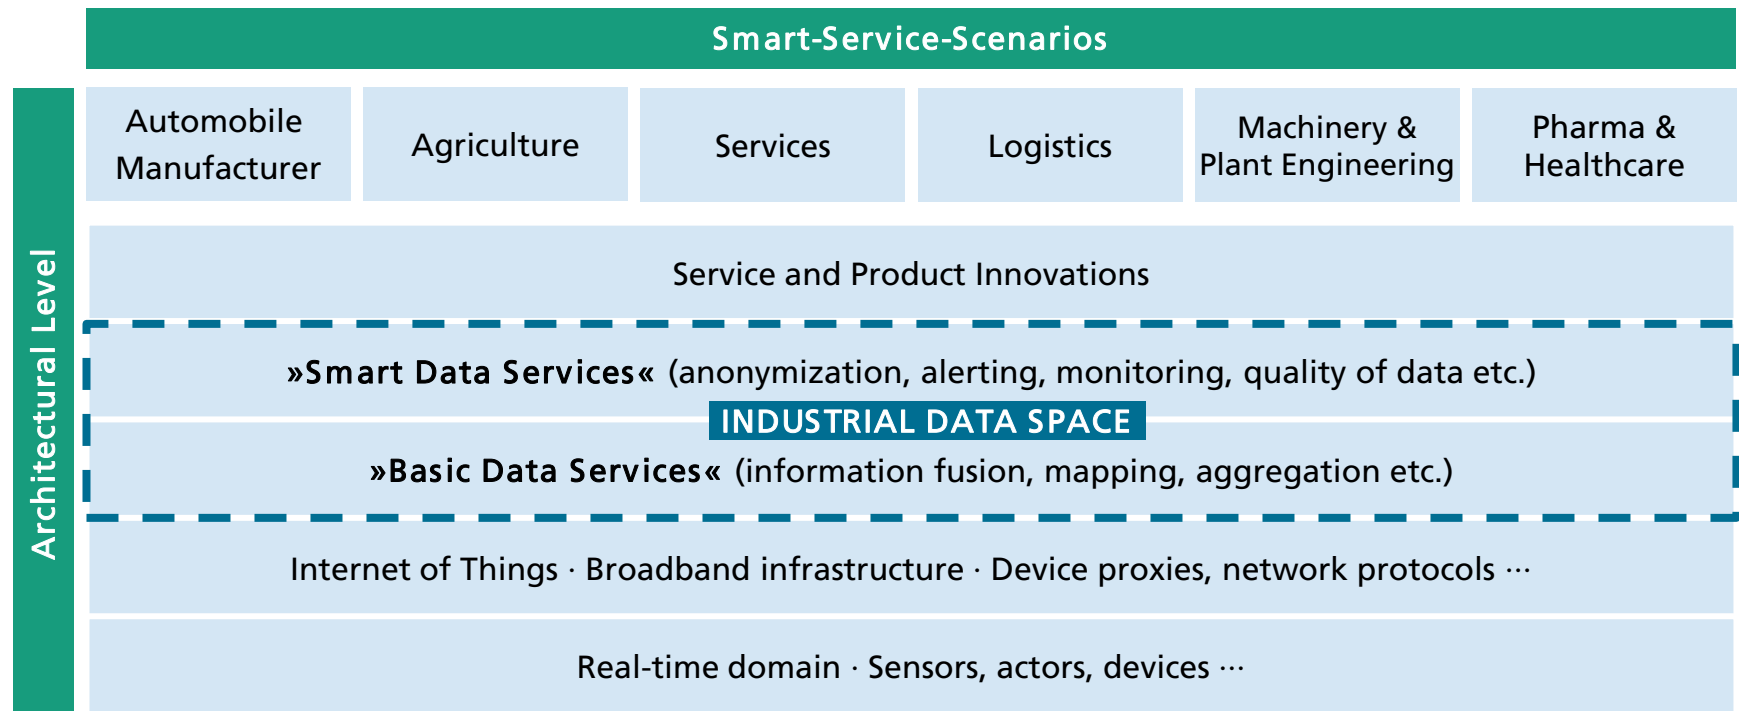 Smart-Service-Scenarios
Architectural Level
Automobile
Manufacturer
Agriculture
Services
Logistics
Machinery &
Plant Engineering
Pharma &
Healthcare
Service and Product Innovations
»Smart Data Services« (anonymization, alerting, monitoring, quality of data etc.)
INDUSTRIAL DATA SPACE
»Basic Data Services« (information fusion, mapping, aggregation etc.)
Internet of Things · Broadband infrastructure · Device proxies, network protocols ···
Real-time domain · Sensors, actors, devices ···